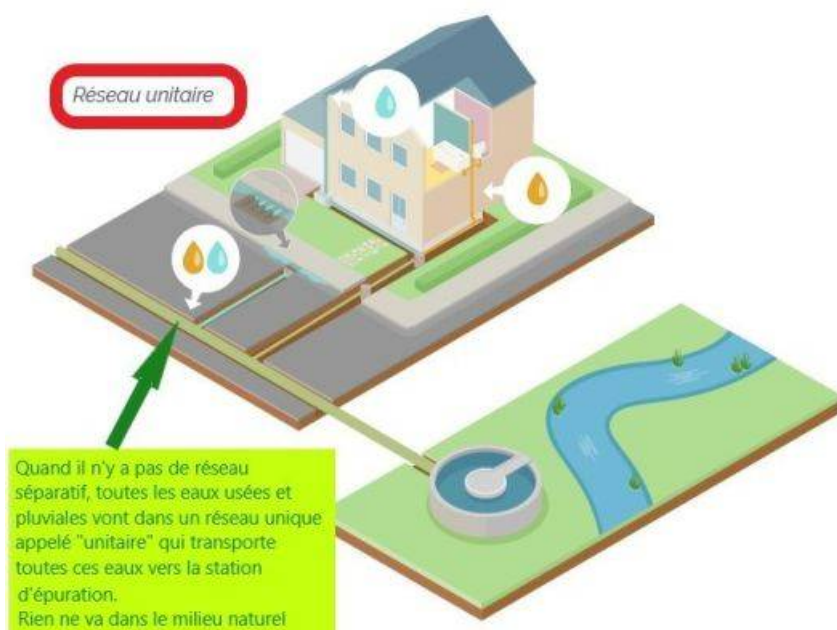 Réseau unitaire
Quand il n'y a pas de réseau
séparatif, toutes les eaux usées et
pluviales vont dans un réseau unique
appelé "unitaire" qui transporte
toutes ces eaux vers la station
d'épuration.
Rien ne va dans le milieu naturel